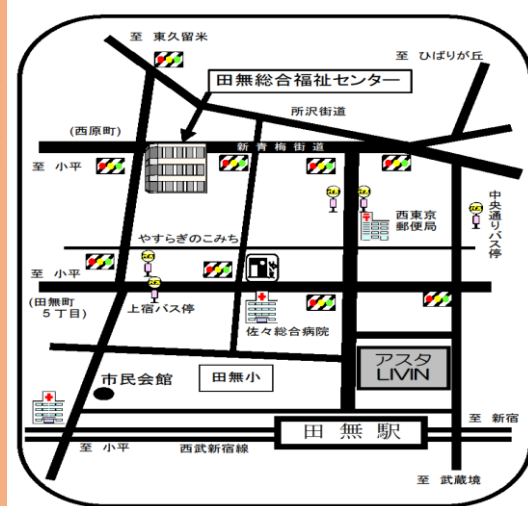 至 東久留米
至 ひばりが丘
田無総合福祉センター
所沢街道
(西原町)
新青梅街道
至 小平
中央通りバス停
西東京
郵便局
やすらぎのこみち
至 小平
(田無町
5丁目)
上宿バス停
佐々総合病院
アスタ
LIVIN
市民会館
田無小
田無駅
至 新宿
至 小平
西武新宿線
至 武蔵境